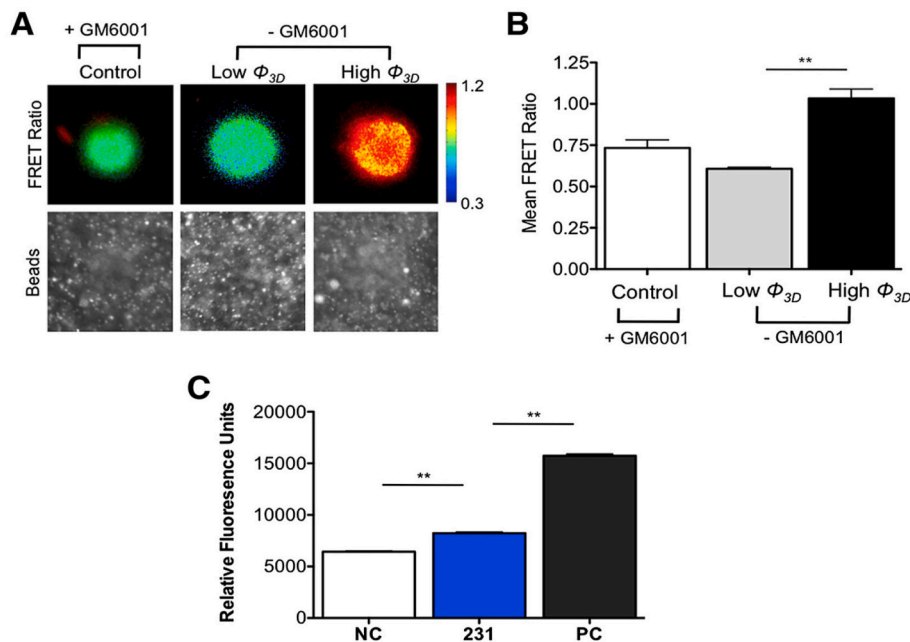 A
+ GM6001
- GM6001
Control
Low Φ3D
High Φ3D
FRET Ratio
1.2
0.3
Beads
B
Mean FRET Ratio
1.25
1.00
0.75
0.50
0.25
0.00
**
Control
Low Φ3D
High Φ3D
+ GM6001
- GM6001
C
Relative Fluoresence Units
20000
15000
10000
5000
0
**
**
NC
231
PC